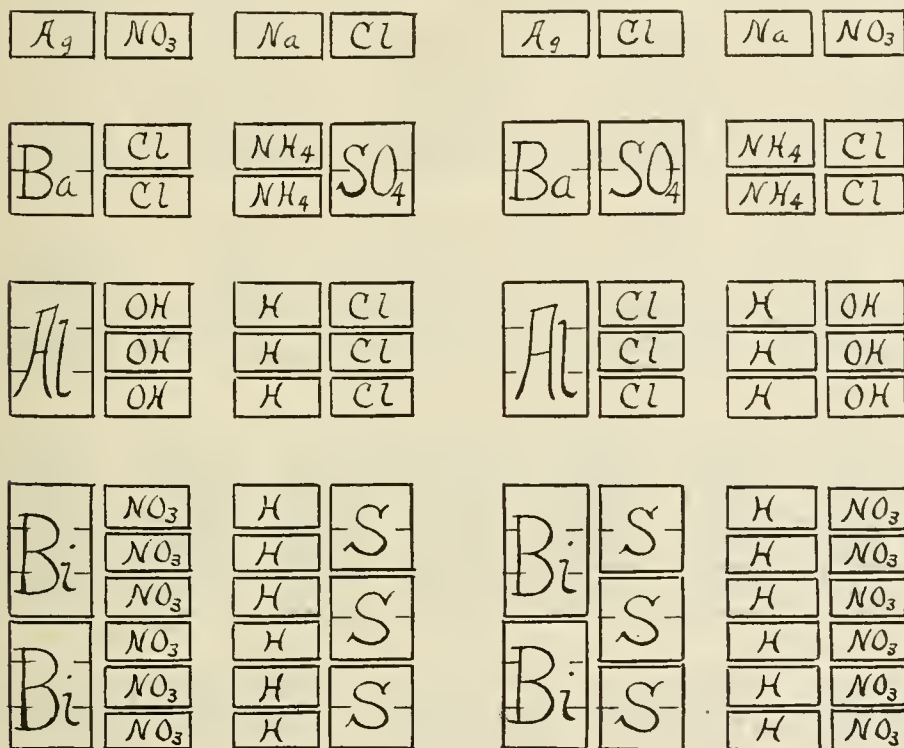 Ag NO3 Na Cl Ag Cl Na NO3
Ba Cl Cl NH4 NH4 SO4 Ba SO4 NH4 NH4 Cl Cl
Al OH OH OH H H H Cl Cl Cl Al Cl Cl Cl H H H OH OH OH
Bi Bi NO3 NO3 NO3 NO3 NO3 NO3 H H H H H H S S S Bi Bi S S S H H H H H H NO3 NO3 NO3 NO3 NO3 NO3